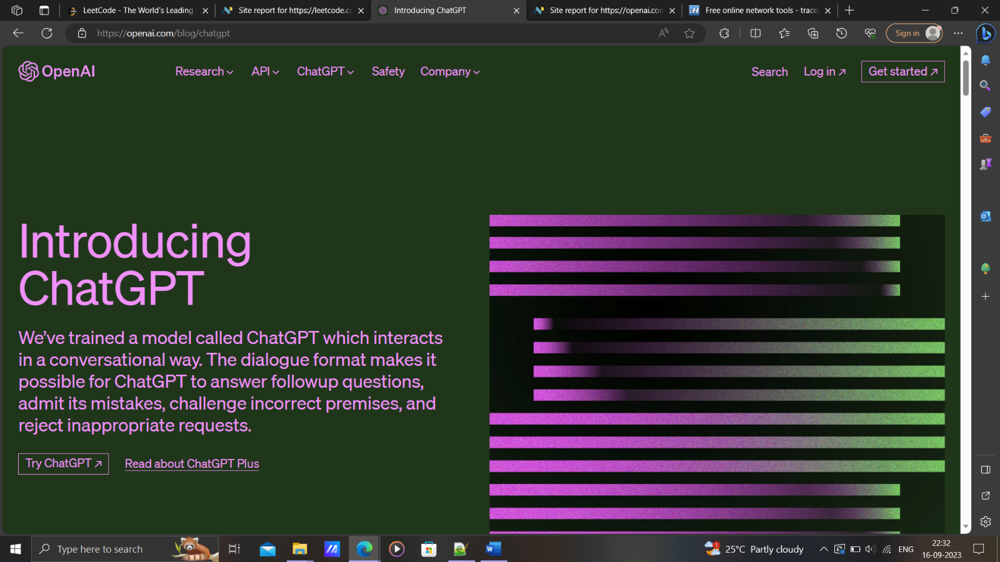 LeetCode - The World's Leading
Site report for https://leetcode.cc
Introducing ChatGPT
Site report for https://openai.com
Free online network tools - trace
https://openai.com/blog/chatgpt
Sign in
OpenAI
Research
API
ChatGPT
Safety
Company
Search
Log in
Get started
Introducing
ChatGPT
We've trained a model called ChatGPT which interacts
in a conversational way. The dialogue format makes it
possible for ChatGPT to answer followup questions,
admit its mistakes, challenge incorrect premises, and
reject inappropriate requests.
Try ChatGPT
Read about ChatGPT Plus
Type here to search
1
25°C Partly cloudy
ENG
22:32
16-09-2023